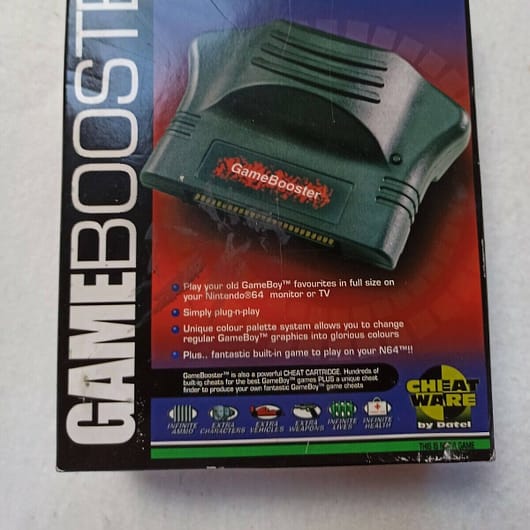 GAMEBOOSTE
GameBooster
Play your old GameBoy™ favourites in full size on
your Nintendo®64 monitor or TV
Simply plug-n-play
Unique colour palette system allows you to change
regular GameBoy™ graphics into glorious colours
Plus.. fantastic built-in game to play on your N64™!!
GameBooster™ is also a powerful CHEAT CARTRIDGE. Hundreds of
built-in cheats for the best GameBoy™ games PLUS a unique cheat
finder to produce your own fantastic GameBoy™ game cheats
INFINITE
AMMO
EXTRA
CHARACTERS
EXTRA
VEHICLES
EXTRA
WEAPONS
INFINITE
LIVES
INFINITE
HEALTH
CHEAT
WARE
by Datel
THIS IS A GAME